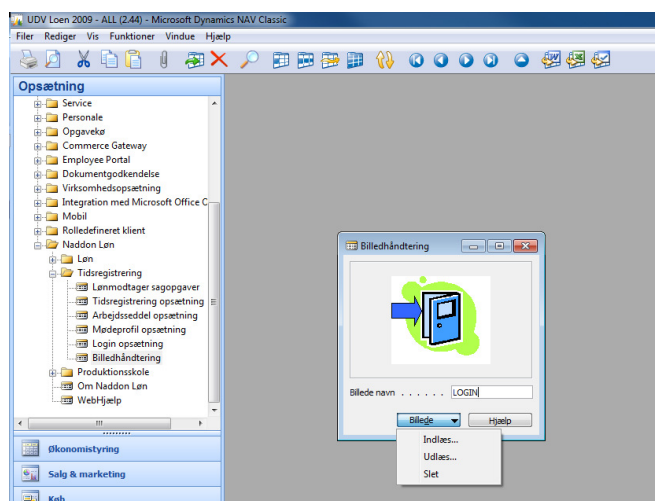 UDV Loen 2009 - ALL (2.44) - Microsoft Dynamics NAV Classic
Filer Rediger Vis Funktioner Vindue Hjælp
Opsætning
Service
Personale
Opgavekø
Commerce Gateway
Employee Portal
Dokumentgodkendelse
Virksomhedsopsætning
Integration med Microsoft Office C
Mobil
Rolledefineret klient
Naddon Løn
Løn
Tidsregistrering
Lønmodtager sagopgaver
Tidsregistrering opsætning
Arbejdsseddel opsætning
Mødeprofil opsætning
Login opsætning
Billedhåndtering
Produktionsskole
Om Naddon Løn
WebHjælp
Økonomistyring
Salg & marketing
Køb
Billedhåndtering
Billede navn . . . . . . LOGIN
Billede Hjælp
Indlæs...
Udlæs...
Slet